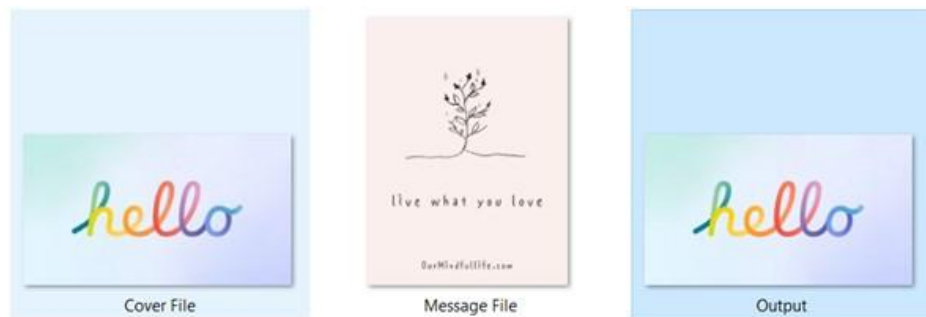 hello
live what you love
OurMindfullife.com
hello
Cover File
Message File
Output